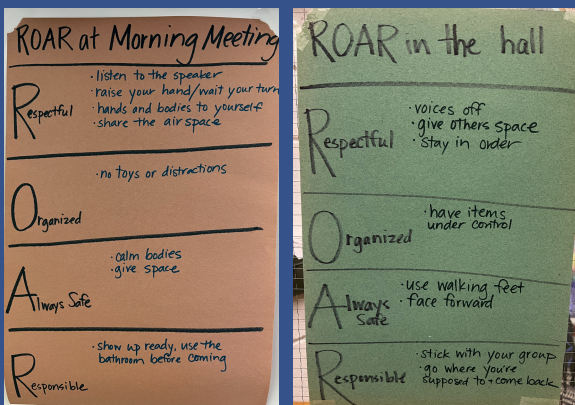 ROAR at Morning Meeting
Respectful
· listen to the speaker
· raise your hand/wait your turn
· hands and bodies to yourself
· share the air space
Organized
· no toys or distractions
Always Safe
· calm bodies
· give space
Responsible
· show up ready, use the
bathroom before coming
ROAR in the hall
Respectful
· voices off
· give others space
· stay in order
Organized
· have items
under control
Always
Safe
· use walking feet
· face forward
Responsible
· stick with your group
· go where you're
supposed to + come back